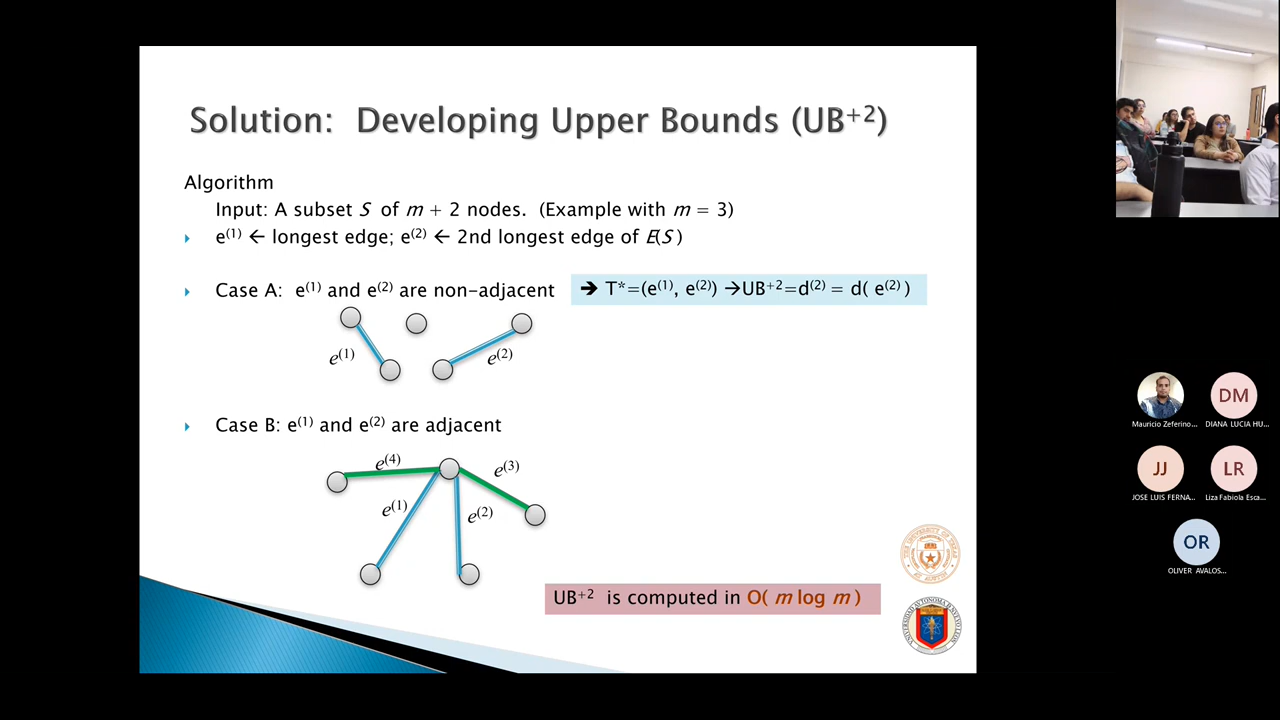 Solution: Developing Upper Bounds (UB⁺²)
Algorithm
Input: A subset S of m + 2 nodes. (Example with m = 3)
e⁽¹⁾ ← longest edge; e⁽²⁾ ← 2nd longest edge of E(S)
Case A: e⁽¹⁾ and e⁽²⁾ are non-adjacent
➔ T*=(e⁽¹⁾, e⁽²⁾) →UB⁺²=d⁽²⁾ = d( e⁽²⁾ )
e⁽¹⁾
e⁽²⁾
Case B: e⁽¹⁾ and e⁽²⁾ are adjacent
e⁽⁴⁾
e⁽³⁾
e⁽¹⁾
e⁽²⁾
UB⁺² is computed in O( m log m )
Mauricio Zeferino...
DM
DIANA LUCIA HU...
JJ
JOSE LUIS FERNA...
LR
Liza Fabiola Esca...
OR
OLIVER AVALOS...